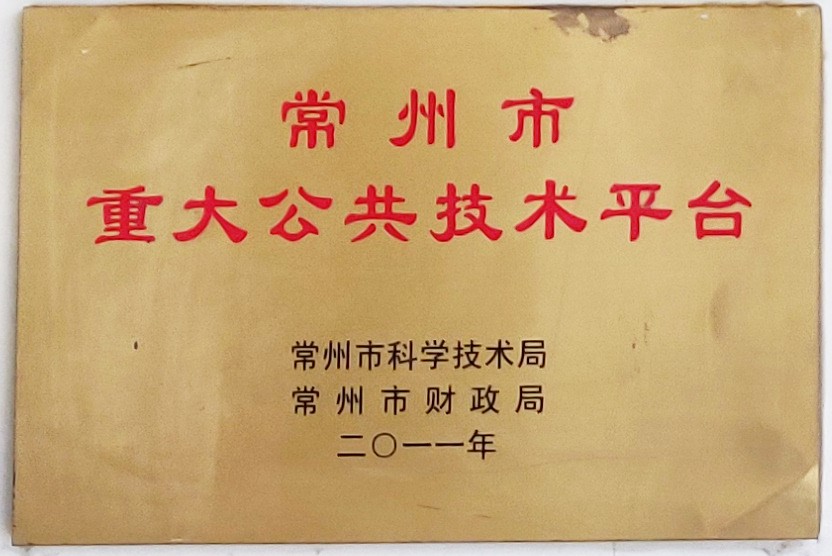 常州市
重大公共技术平台
常州市科学技术局
常州市财政局
二〇一一年